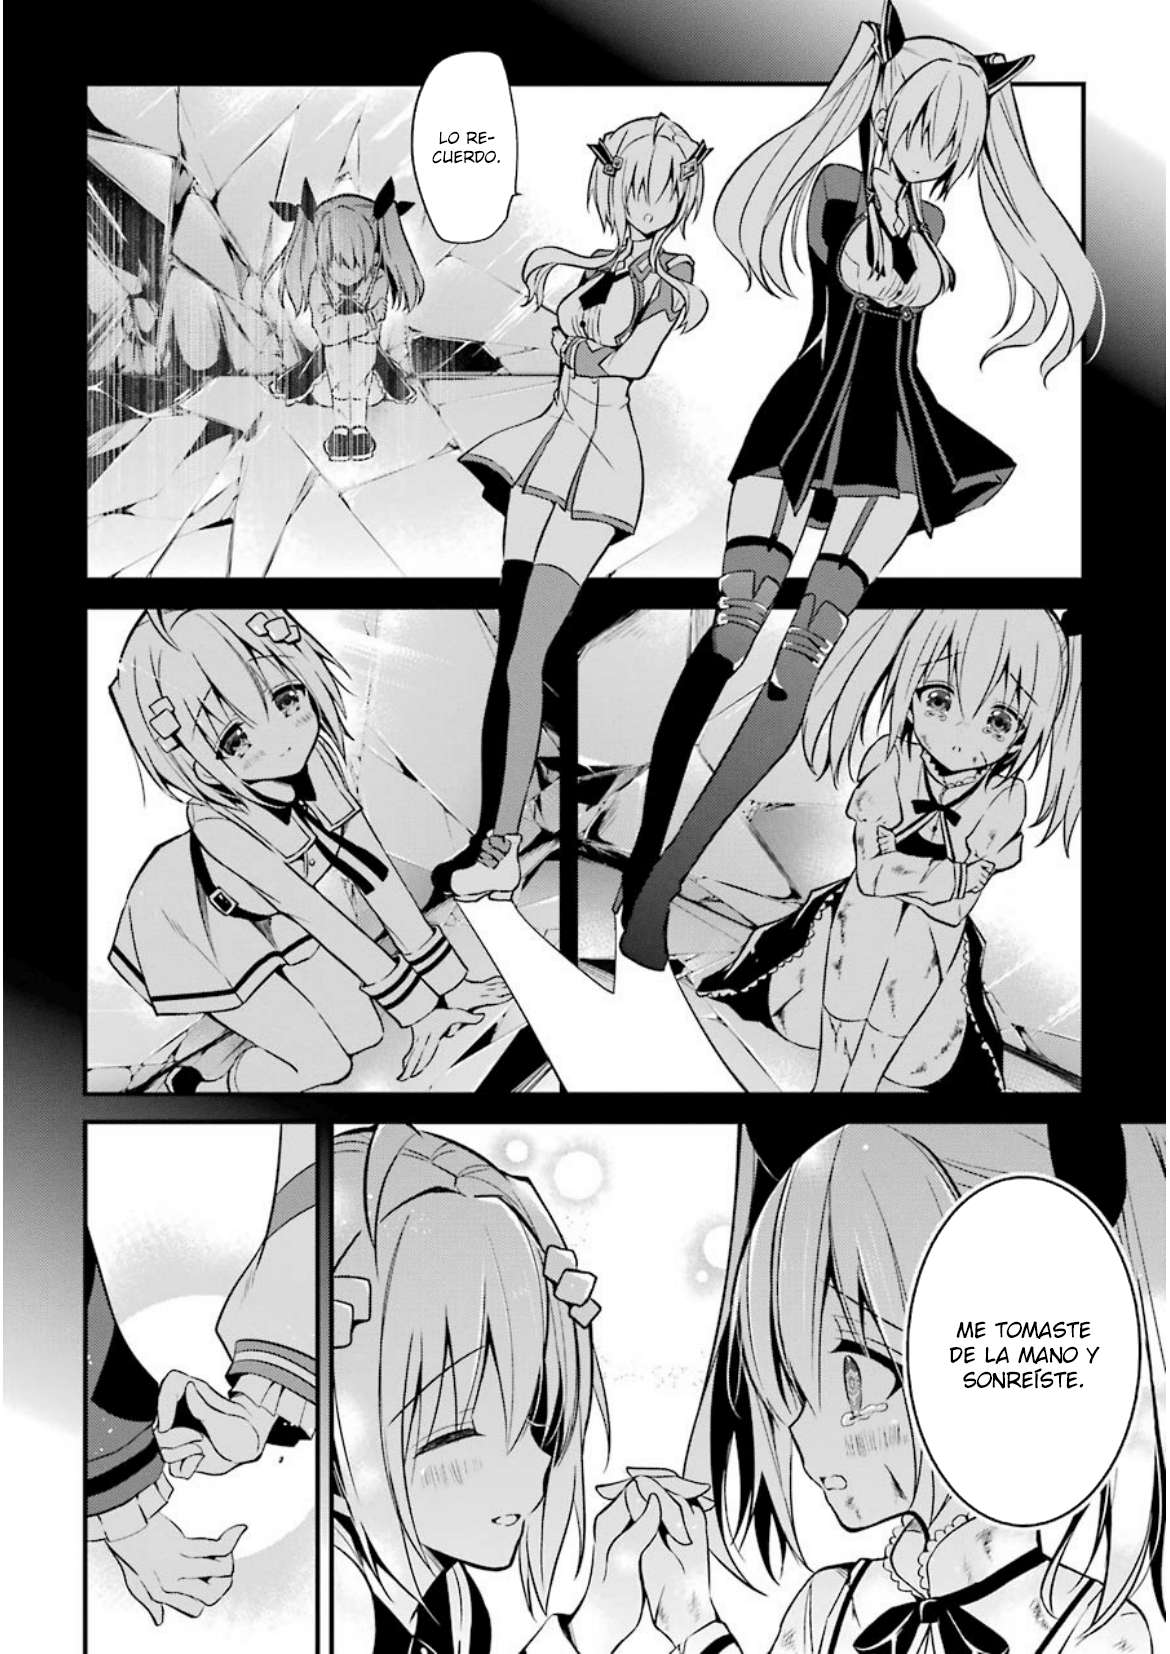 LO RE-
CUERDO.
ME TOMASTE
DE LA MANO Y
SONREÍSTE.